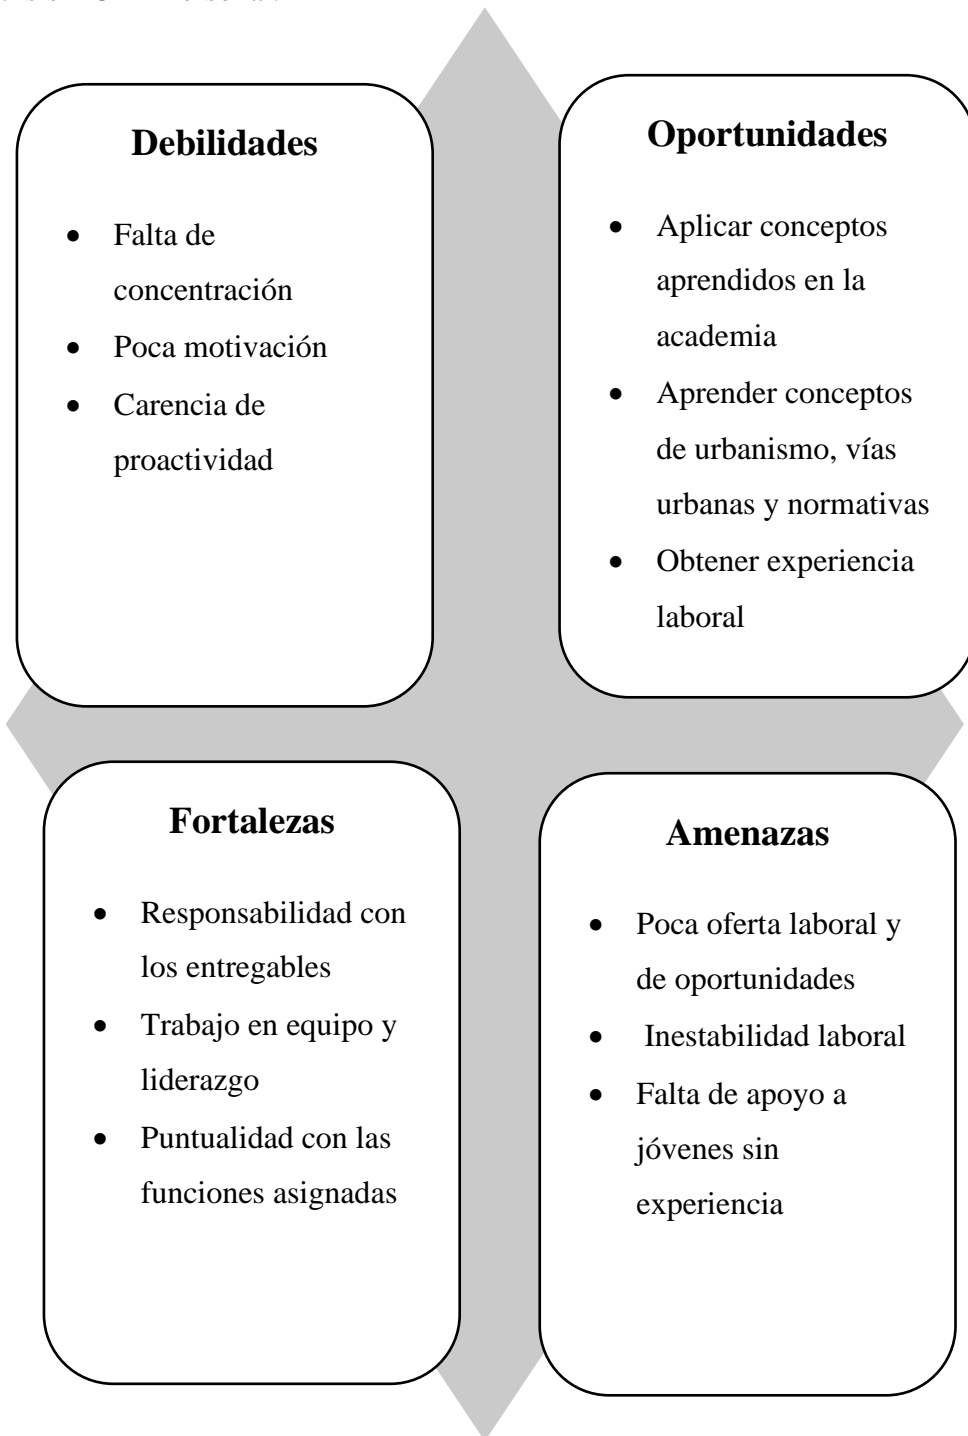 Debilidades
• Falta de
concentración
• Poca motivación
• Carencia de
proactividad
Oportunidades
• Aplicar conceptos
aprendidos en la
academia
• Aprender conceptos
de urbanismo, vías
urbanas y normativas
• Obtener experiencia
laboral
Fortalezas
• Responsabilidad con
los entregables
• Trabajo en equipo y
liderazgo
• Puntualidad con las
funciones asignadas
Amenazas
• Poca oferta laboral y
de oportunidades
• Inestabilidad laboral
• Falta de apoyo a
jóvenes sin
experiencia